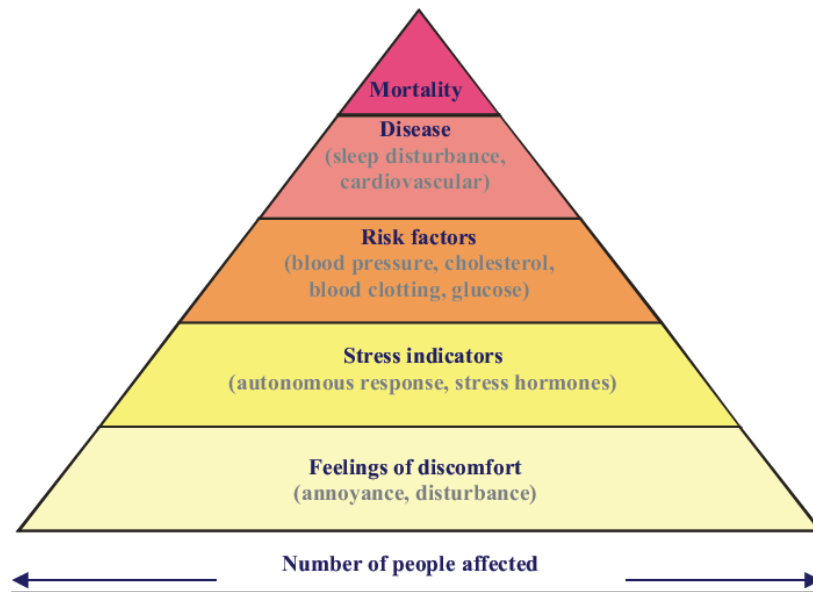 Mortality
Disease
(sleep disturbance,
cardiovascular)
Risk factors
(blood pressure, cholesterol,
blood clotting, glucose)
Stress indicators
(autonomous response, stress hormones)
Feelings of discomfort
(annoyance, disturbance)
Number of people affected